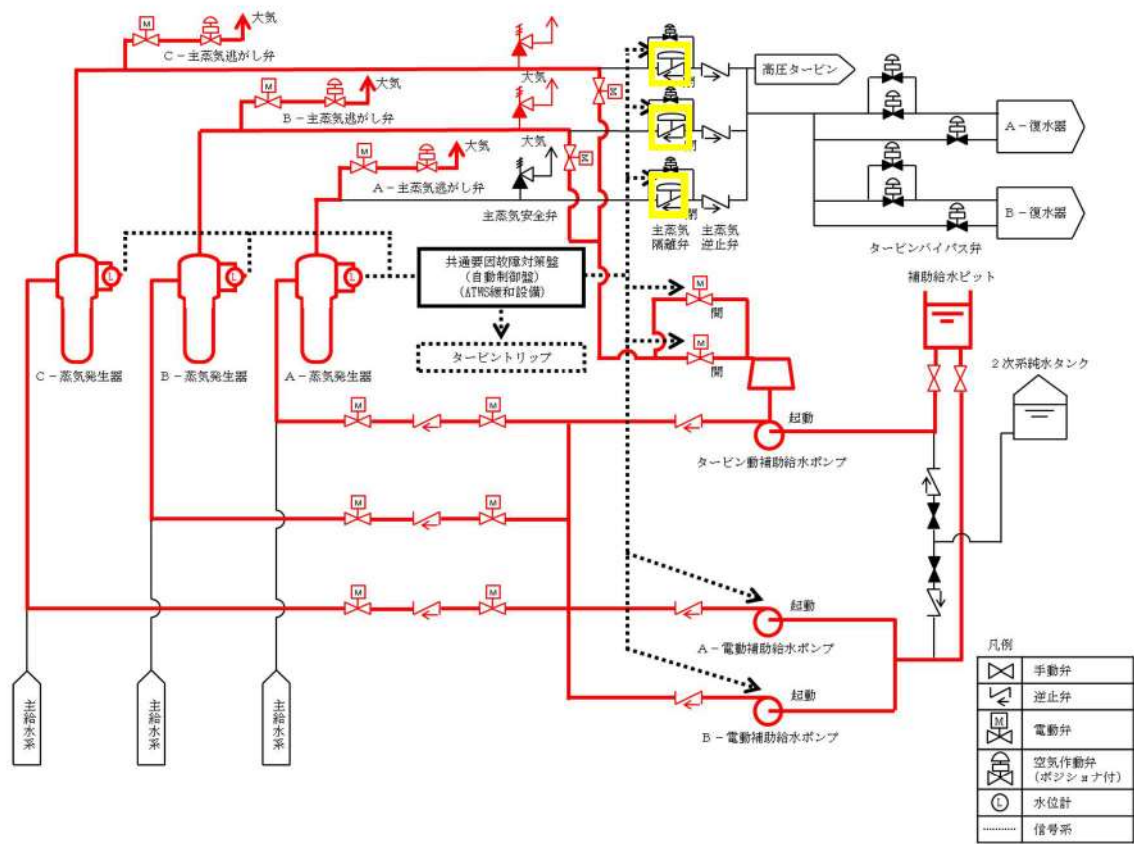 大気
M
C－主蒸気逃がし弁
大気
M
B－主蒸気逃がし弁
大気
M
A－主蒸気逃がし弁
大気
大気
主蒸気安全弁
M
M
閉
閉
閉
主蒸気
隔離弁
主蒸気
逆止弁
高圧タービン
A－復水器
B－復水器
タービンバイパス弁
補助給水ピット
2次系純水タンク
共通要因故障対策盤
(自動制御盤)
(ATWS緩和設備)
タービントリップ
L
L
L
C－蒸気発生器
B－蒸気発生器
A－蒸気発生器
M
開
M
開
M
M
起動
タービン動補助給水ポンプ
M
M
M
M
起動
A－電動補助給水ポンプ
起動
B－電動補助給水ポンプ
主給水系
主給水系
主給水系
凡例
手動弁
逆止弁
M
電動弁
空気作動弁
(ポジショナ付)
L
水位計
信号系